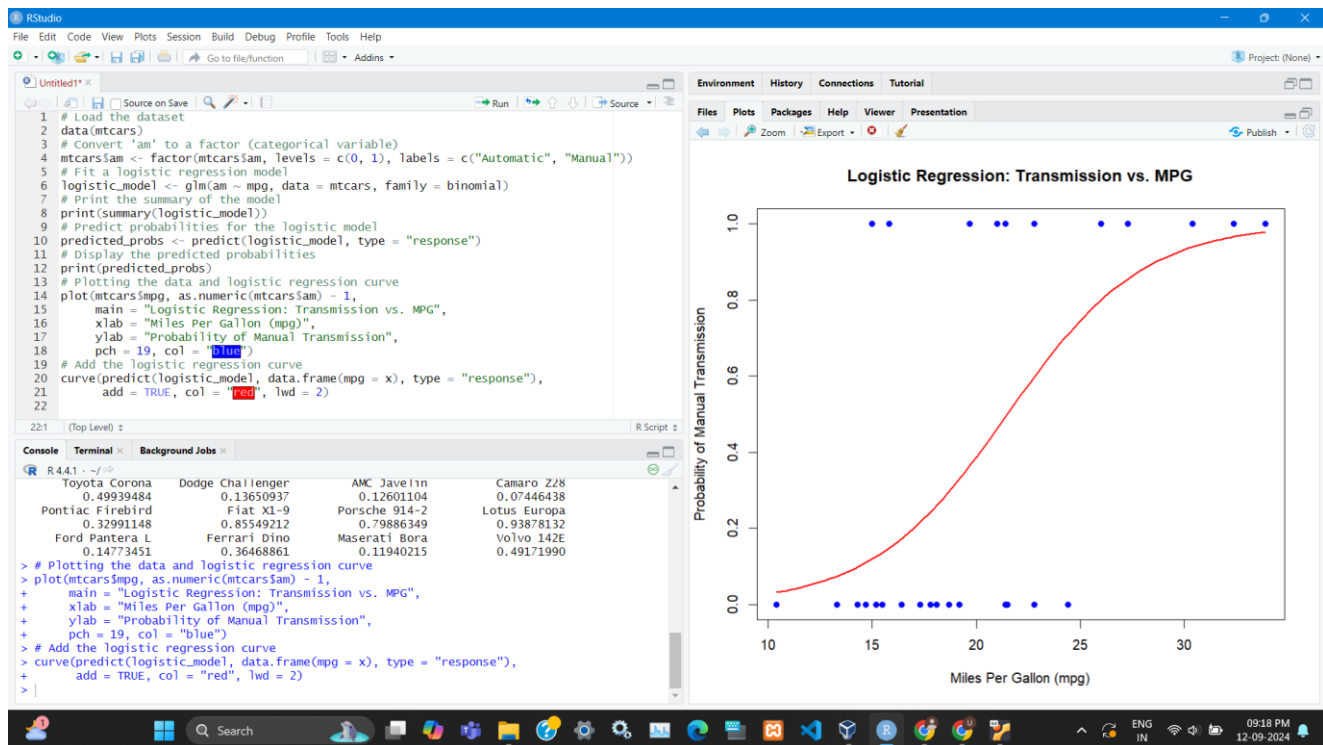 RStudio
File Edit Code View Plots Session Build Debug Profile Tools Help
Go to file/function
Addins
Project: (None)
Untitled1*
Source on Save
Run
Source
1 # Load the dataset
2 data(mtcars)
3 # Convert 'am' to a factor (categorical variable)
4 mtcars$am <- factor(mtcars$am, levels = c(0, 1), labels = c("Automatic", "Manual"))
5 # Fit a logistic regression model
6 logistic_model <- glm(am ~ mpg, data = mtcars, family = binomial)
7 # Print the summary of the model
8 print(summary(logistic_model))
9 # Predict probabilities for the logistic model
10 predicted_probs <- predict(logistic_model, type = "response")
11 # Display the predicted probabilities
12 print(predicted_probs)
13 # Plotting the data and logistic regression curve
14 plot(mtcars$mpg, as.numeric(mtcars$am) - 1,
15 main = "Logistic Regression: Transmission vs. MPG",
16 xlab = "Miles Per Gallon (mpg)",
17 ylab = "Probability of Manual Transmission",
18 pch = 19, col = "blue")
19 # Add the logistic regression curve
20 curve(predict(logistic_model, data.frame(mpg = x), type = "response"),
21 add = TRUE, col = "red", lwd = 2)
22
22:1 (Top Level) R Script
Console Terminal Background Jobs
R 4.4.1 · ~/
Toyota Corona Dodge Challenger AMC Javelin Camaro Z28
0.49939484 0.13650937 0.12601104 0.07446438
Pontiac Firebird Fiat X1-9 Porsche 914-2 Lotus Europa
0.32991148 0.85549212 0.79886349 0.93878132
Ford Pantera L Ferrari Dino Maserati Bora Volvo 142E
0.14773451 0.36468861 0.11940215 0.49171990
> # Plotting the data and logistic regression curve
> plot(mtcars$mpg, as.numeric(mtcars$am) - 1,
+ main = "Logistic Regression: Transmission vs. MPG",
+ xlab = "Miles Per Gallon (mpg)",
+ ylab = "Probability of Manual Transmission",
+ pch = 19, col = "blue")
> # Add the logistic regression curve
> curve(predict(logistic_model, data.frame(mpg = x), type = "response"),
+ add = TRUE, col = "red", lwd = 2)
>
Environment History Connections Tutorial
Files Plots Packages Help Viewer Presentation
Zoom Export Publish
Logistic Regression: Transmission vs. MPG
Probability of Manual Transmission
1.0
0.8
0.6
0.4
0.2
0.0
10 15 20 25 30
Miles Per Gallon (mpg)
1
Search
ENG
IN
09:18 PM
12-09-2024